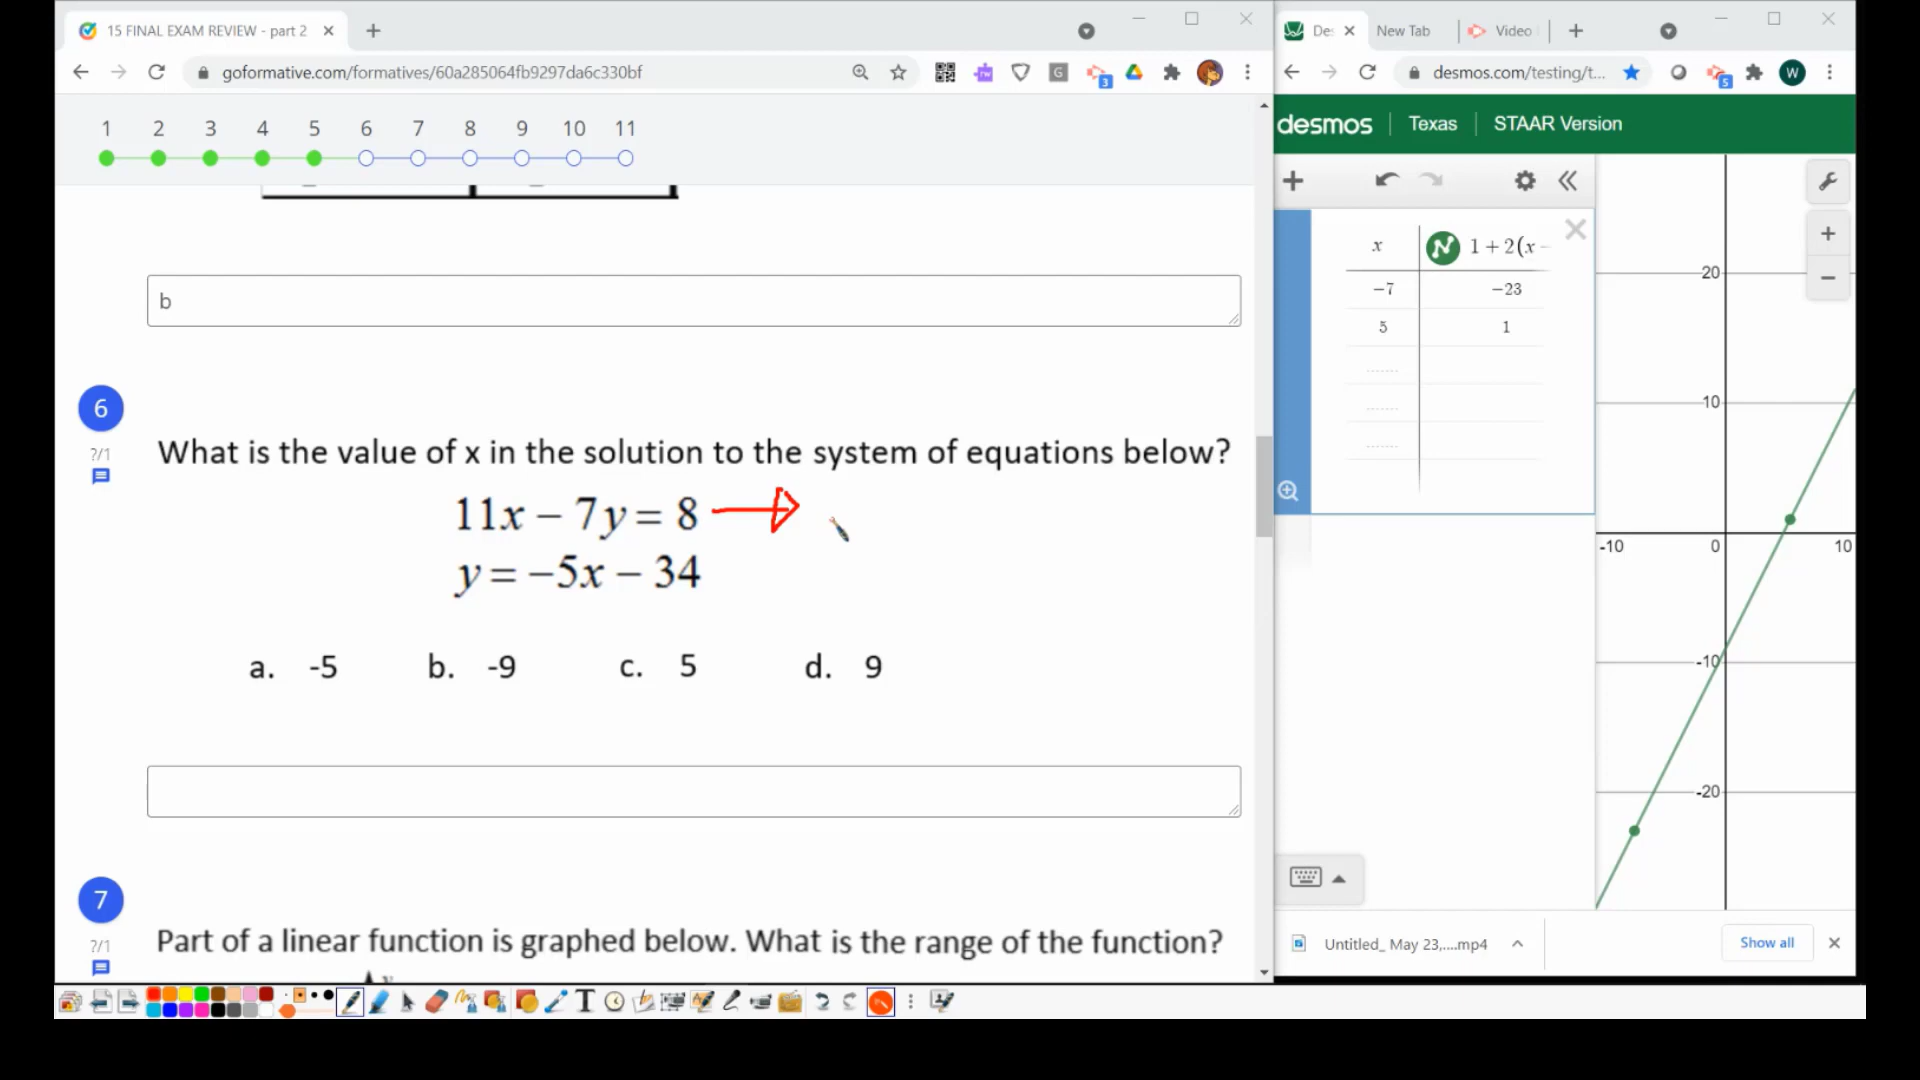 15 FINAL EXAM REVIEW - part 2
goformative.com/formatives/60a285064fb9297da6c330bf
1 2 3 4 5 6 7 8 9 10 11
b
6
?/1
What is the value of x in the solution to the system of equations below?
11x − 7y = 8
y = −5x − 34
a. -5 b. -9 c. 5 d. 9
7
?/1
Part of a linear function is graphed below. What is the range of the function?
New Tab
Video
desmos.com/testing/t...
3
5
W
G
desmos Texas STAAR Version
x 1 + 2(x -
−7 −23
5 1
20
10
-10 0 10
-10
-20
Untitled_ May 23,....mp4
Show all